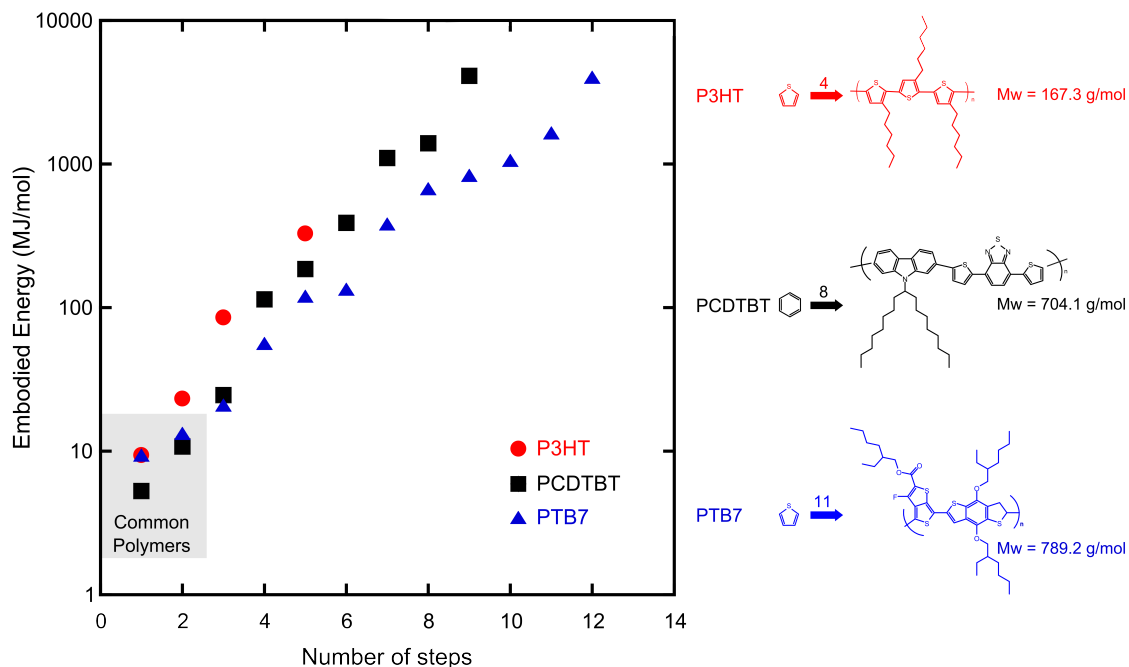 10000
1000
100
10
1
0
2
4
6
8
10
12
14
Embodied Energy (MJ/mol)
Number of steps
Common
Polymers
P3HT
PCDTBT
PTB7
P3HT
S
4
S
S
S
n
Mw = 167.3 g/mol
PCDTBT
8
N
S
S
N
N
S
n
Mw = 704.1 g/mol
PTB7
S
11
O
O
F
S
S
S
O
O
S
n
Mw = 789.2 g/mol